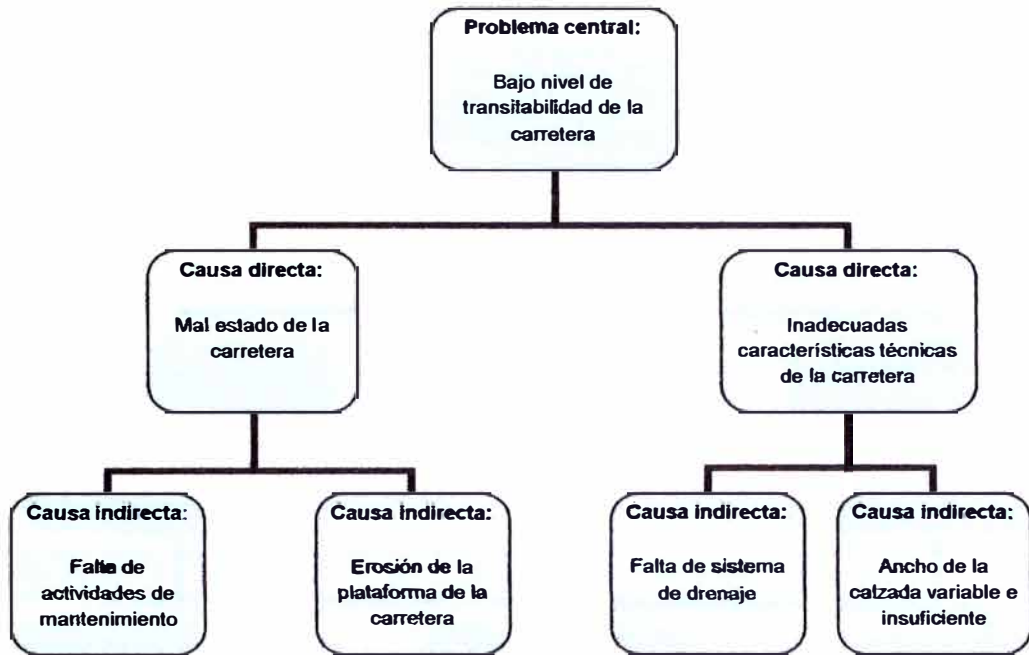 Problema central:
Bajo nivel de
transitabilidad de la
carretera
Causa directa:
Mal estado de la
carretera
Causa directa:
Inadecuadas
características técnicas
de la carretera
Causa indirecta:
Falta de
actividades de
mantenimiento
Causa indirecta:
Erosión de la
plataforma de la
carretera
Causa indirecta:
Falta de sistema
de drenaje
Causa indirecta:
Ancho de la
calzada variable e
insuficiente